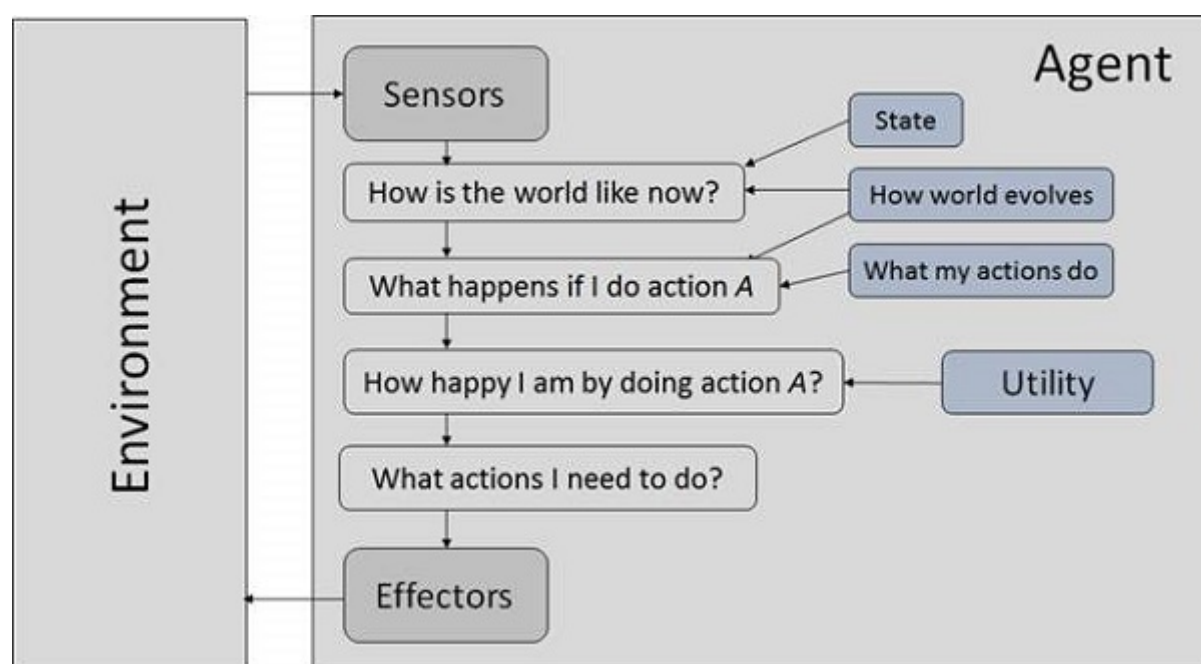 Environment
Agent
Sensors
State
How is the world like now?
How world evolves
What happens if I do action A
What my actions do
How happy I am by doing action A?
Utility
What actions I need to do?
Effectors